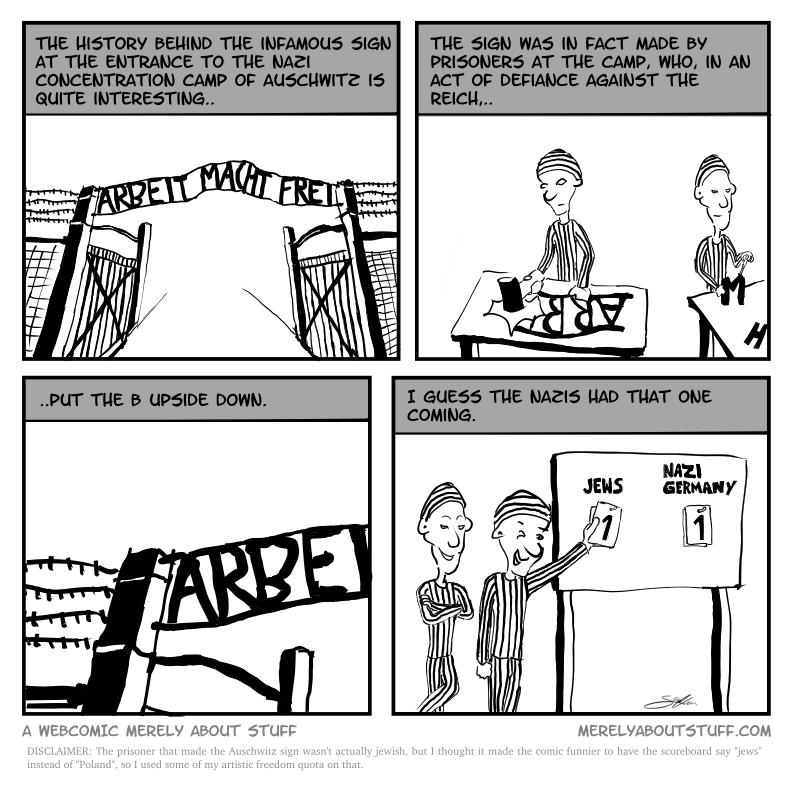 THE HISTORY BEHIND THE INFAMOUS SIGN
AT THE ENTRANCE TO THE NAZI
CONCENTRATION CAMP OF AUSCHWITZ IS
QUITE INTERESTING..
ARBEIT MACHT FREI
THE SIGN WAS IN FACT MADE BY
PRISONERS AT THE CAMP, WHO, IN AN
ACT OF DEFIANCE AGAINST THE
REICH,..
ARB
M
H
..PUT THE B UPSIDE DOWN.
ARBEI
I GUESS THE NAZIS HAD THAT ONE
COMING.
JEWS
NAZI
GERMANY
1
1
A WEBCOMIC MERELY ABOUT STUFF
MERELYABOUTSTUFF.COM
DISCLAIMER: The prisoner that made the Auschwitz sign wasn't actually jewish, but I thought it made the comic funnier to have the scoreboard say "jews"
instead of "Poland", so I used some of my artistic freedom quota on that.